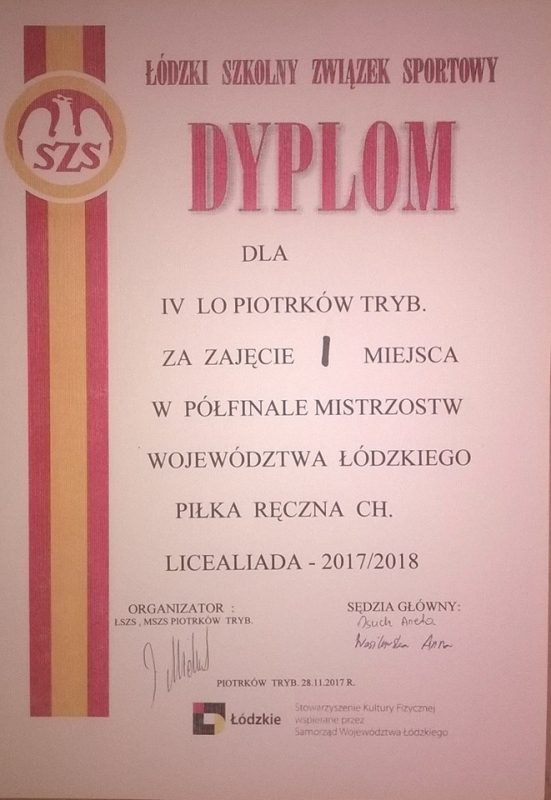 ŁÓDZKI SZKOLNY ZWIĄZEK SPORTOWY
SZS
DYPLOM
DLA
IV LO PIOTRKÓW TRYB.
ZA ZAJĘCIE I MIEJSCA
W PÓŁFINALE MISTRZOSTW
WOJEWÓDZTWA ŁÓDZKIEGO
PIŁKA RĘCZNA CH.
LICEALIADA - 2017/2018
ORGANIZATOR :
ŁSZS , MSZS PIOTRKÓW TRYB.
SĘDZIA GŁÓWNY:
Aneta
Anna
PIOTRKÓW TRYB. 28.11.2017 R.
Łódzkie
Stowarzyszenie Kultury Fizycznej
wspierane przez
Samorząd Województwa Łódzkiego